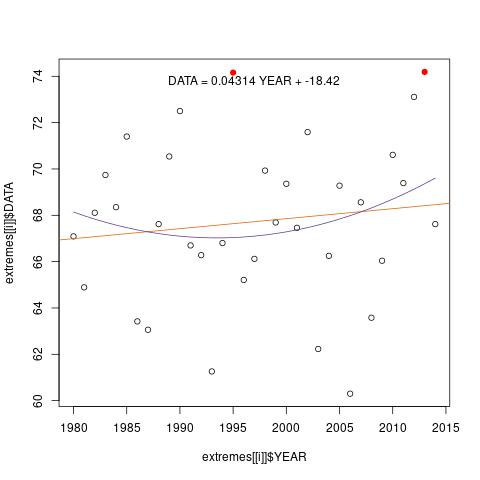 DATA = 0.04314 YEAR + -18.42
74
72
70
68
66
64
62
60
extremes[[i]]$DATA
1980 1985 1990 1995 2000 2005 2010 2015
extremes[[i]]$YEAR